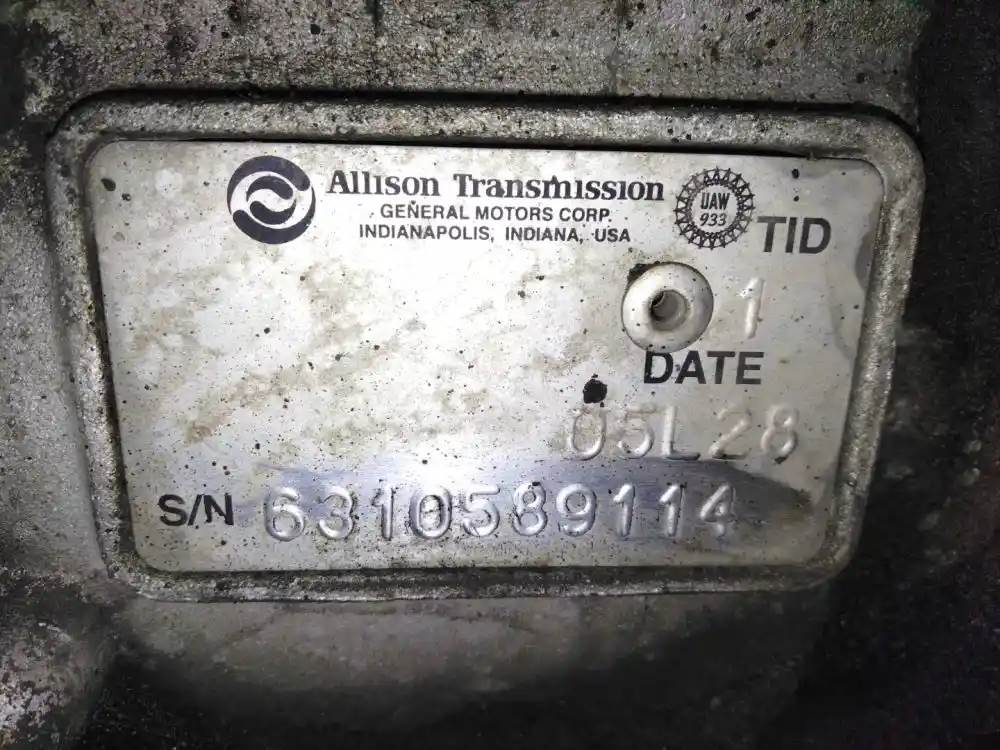 Allison Transmission
GENERAL MOTORS CORP.
INDIANAPOLIS, INDIANA, USA
UAW
933
TID
1
DATE
05L28
S/N 6310589114